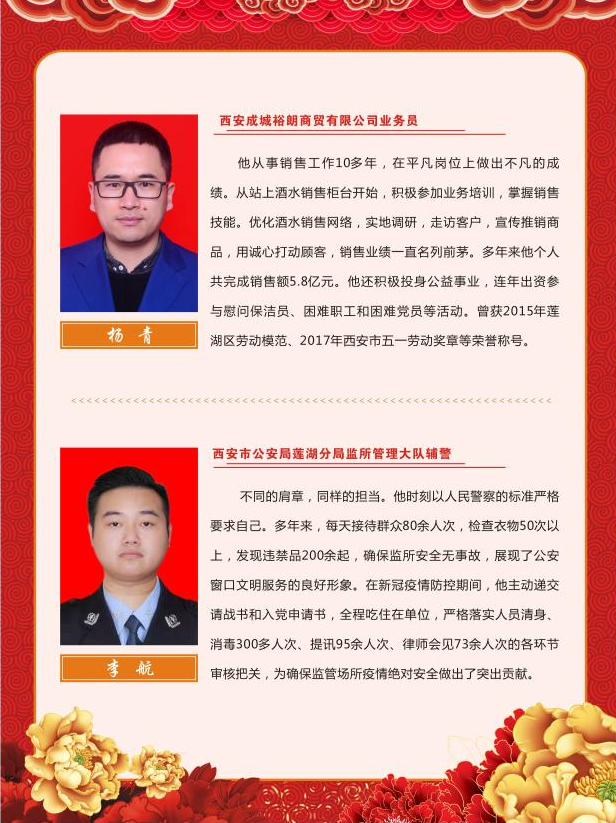 西安成城裕朗商贸有限公司业务员
他从事销售工作10多年，在平凡岗位上做出不凡的成
绩。从站上酒水销售柜台开始，积极参加业务培训，掌握销售
技能。优化酒水销售网络，实地调研，走访客户，宣传推销商
品，用诚心打动顾客，销售业绩一直名列前茅。多年来他个人
共完成销售额5.8亿元。他还积极投身公益事业，连年出资参
与慰问保洁员、困难职工和困难党员等活动。曾获2015年莲
湖区劳动模范、2017年西安市五一劳动奖章等荣誉称号。
杨青
西安市公安局莲湖分局监所管理大队辅警
不同的肩章，同样的担当。他时刻以人民警察的标准严格
要求自己。多年来，每天接待群众80余人次，检查衣物50次以
上，发现违禁品200余起，确保监所安全无事故，展现了公安
窗口文明服务的良好形象。在新冠疫情防控期间，他主动递交
请战书和入党申请书，全程吃住在单位，严格落实人员清身、
消毒300多人次、提讯95余人次、律师会见73余人次的各环节
审核把关，为确保监管场所疫情绝对安全做出了突出贡献。
李航